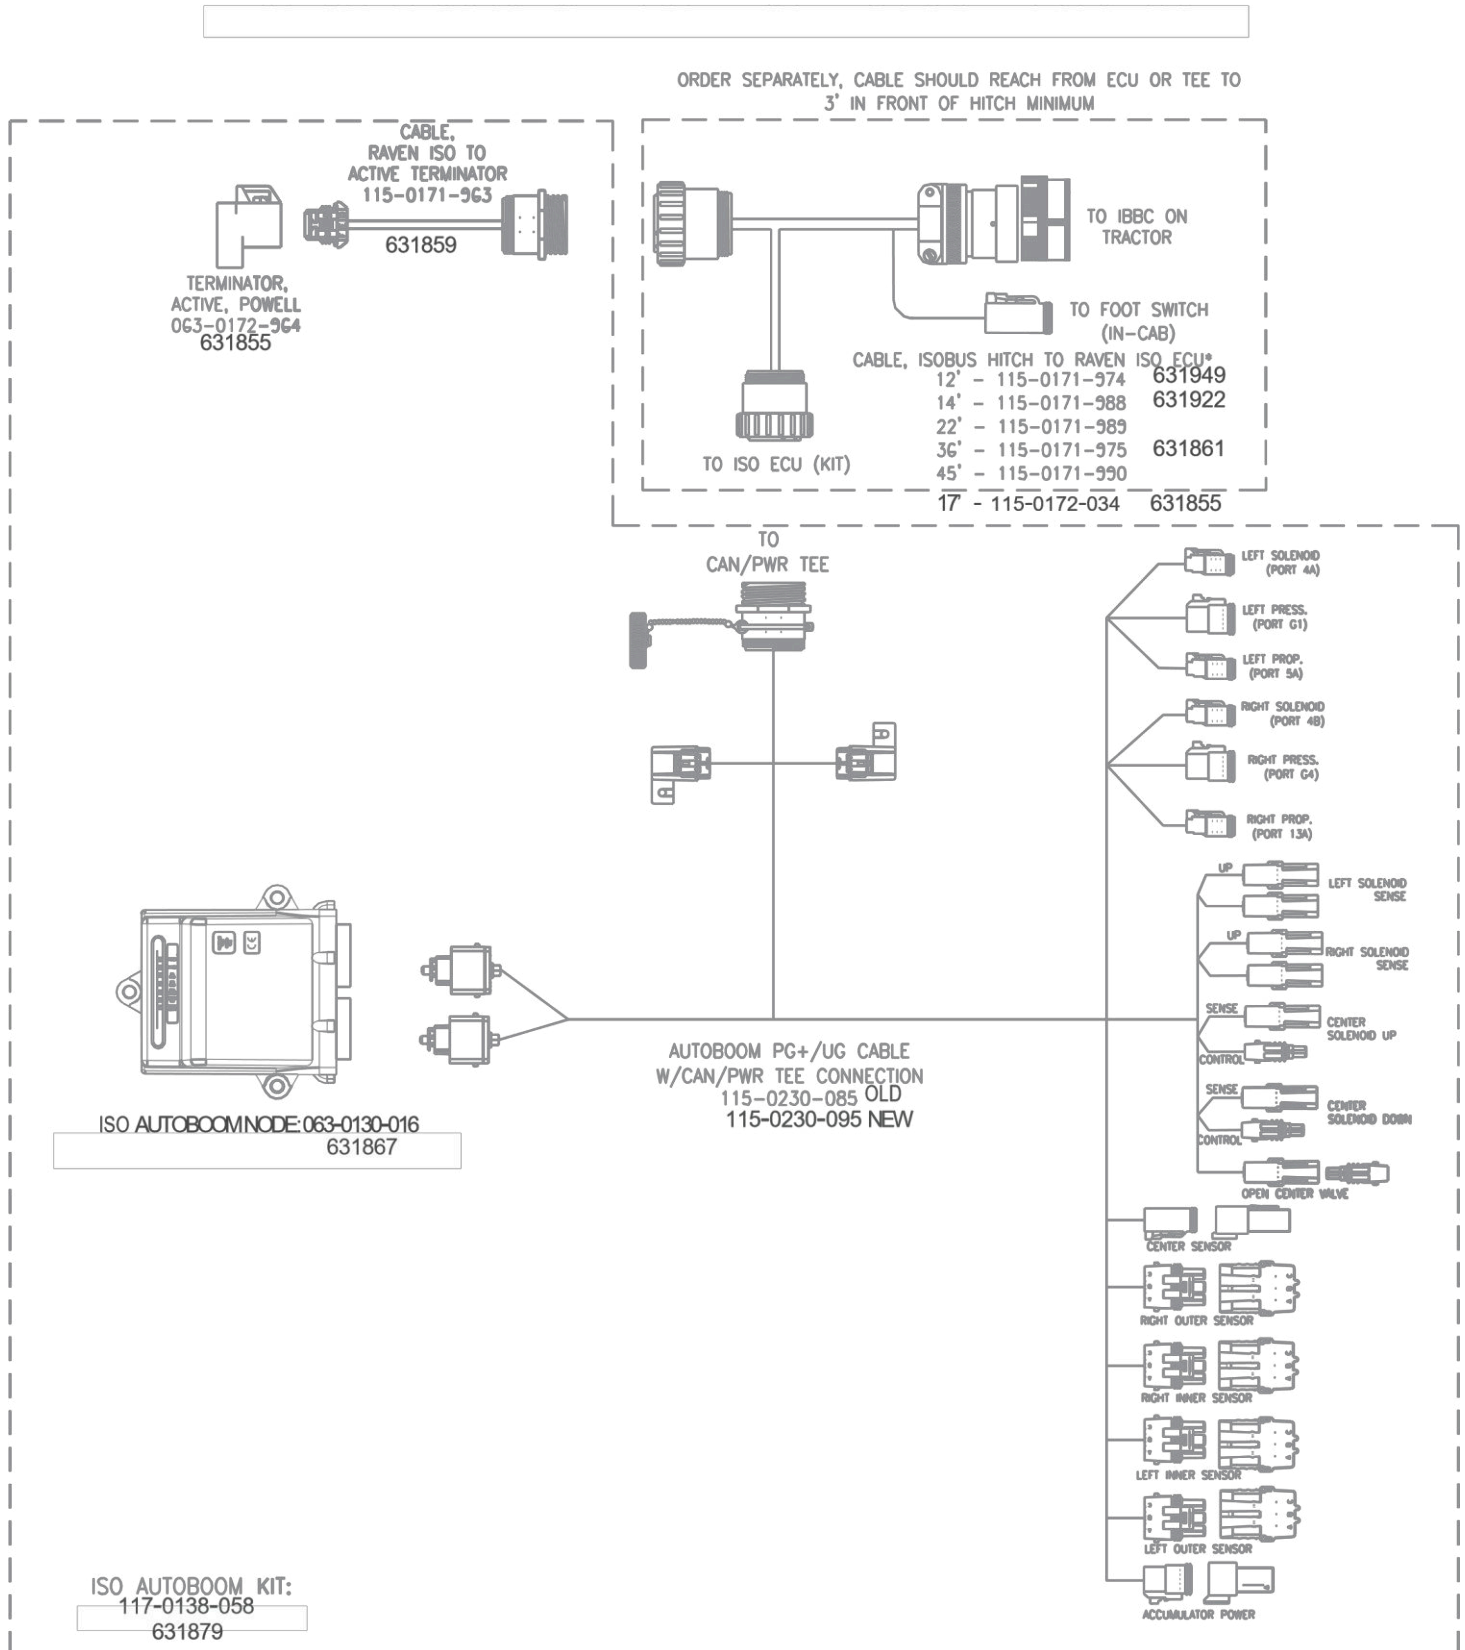 ORDER SEPARATELY, CABLE SHOULD REACH FROM ECU OR TEE TO
3' IN FRONT OF HITCH MINIMUM
CABLE,
RAVEN ISO TO
ACTIVE TERMINATOR
115-0171-963
631859
TERMINATOR,
ACTIVE, POWELL
063-0172-964
631855
TO IBBC ON
TRACTOR
TO FOOT SWITCH
(IN-CAB)
CABLE, ISOBUS HITCH TO RAVEN ISO ECU*
12' - 115-0171-974 631949
14' - 115-0171-988 631922
22' - 115-0171-989
36' - 115-0171-975 631861
45' - 115-0171-990
17' - 115-0172-034 631855
TO ISO ECU (KIT)
TO
CAN/PWR TEE
LEFT SOLENOID
(PORT 4A)
LEFT PRESS.
(PORT G1)
LEFT PROP.
(PORT 5A)
RIGHT SOLENOID
(PORT 4B)
RIGHT PRESS.
(PORT G4)
RIGHT PROP.
(PORT 13A)
UP
LEFT SOLENOID
SENSE
UP
RIGHT SOLENOID
SENSE
SENSE
CENTER
SOLENOID UP
CONTROL
SENSE
CENTER
SOLENOID DOWN
CONTROL
OPEN CENTER VALVE
AUTOBOOM PG+/UG CABLE
W/CAN/PWR TEE CONNECTION
115-0230-085 OLD
115-0230-095 NEW
CE
ISO AUTOBOOM NODE: 063-0130-016
631867
CENTER SENSOR
RIGHT OUTER SENSOR
RIGHT INNER SENSOR
LEFT INNER SENSOR
LEFT OUTER SENSOR
ACCUMULATOR POWER
ISO AUTOBOOM KIT:
117-0138-058
631879